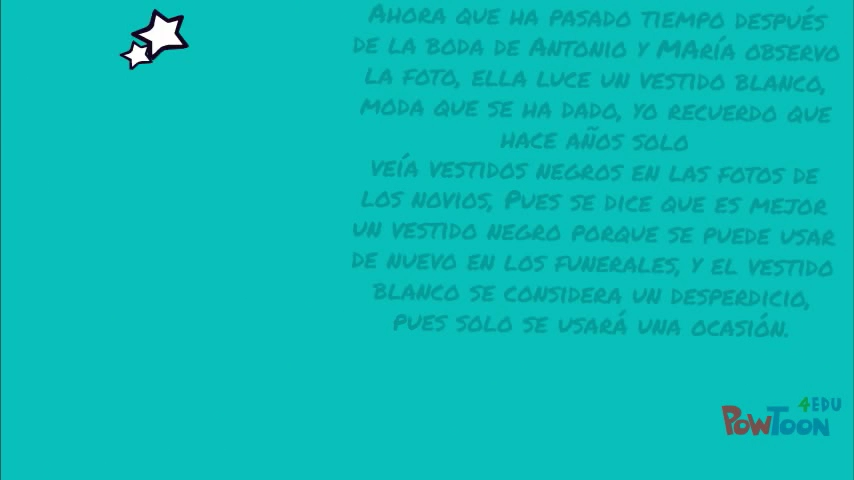 Ahora que ha pasado tiempo después
de la boda de Antonio y María observo
la foto, ella luce un vestido blanco,
moda que se ha dado, yo recuerdo que
hace años solo
veía vestidos negros en las fotos de
los novios, Pues se dice que es mejor
un vestido negro porque se puede usar
de nuevo en los funerales, y el vestido
blanco se considera un desperdicio,
pues solo se usará una ocasión.
4EDU
PowToon